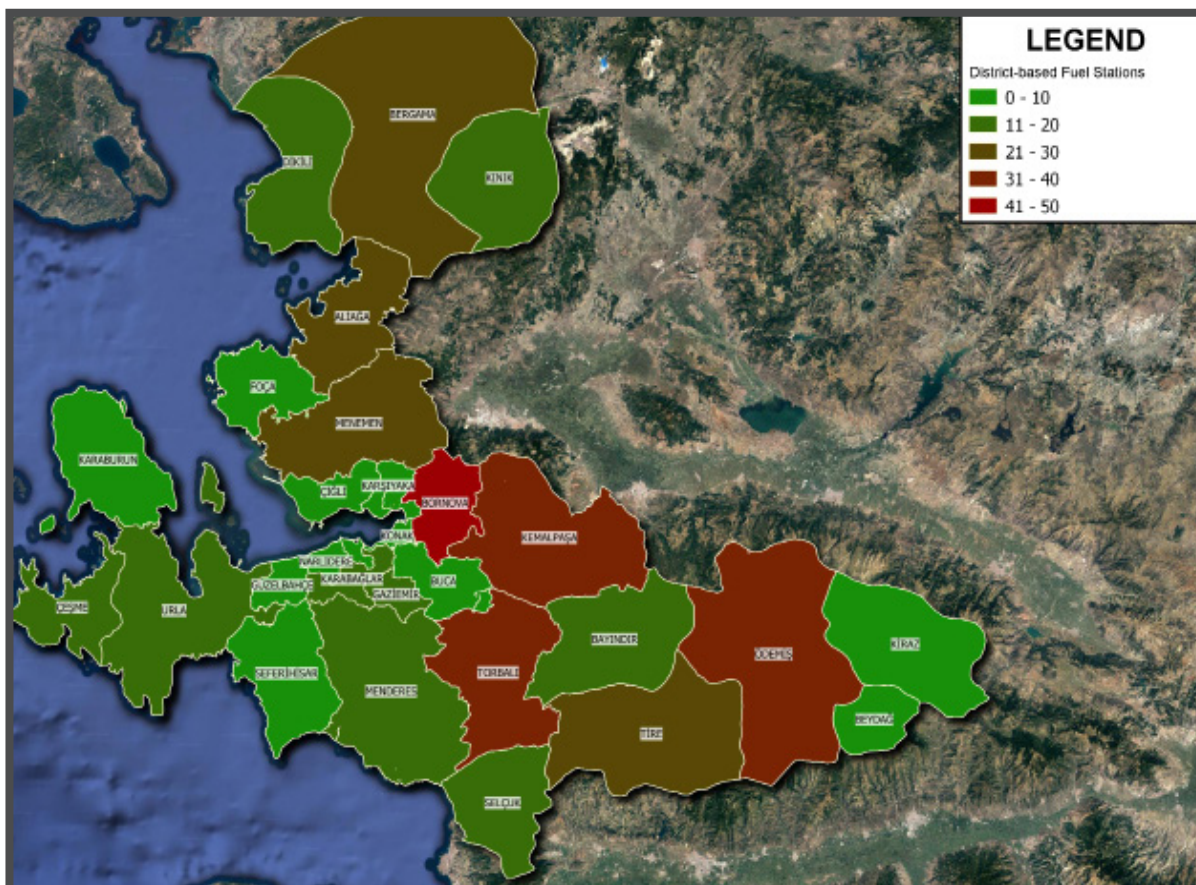 LEGEND
District-based Fuel Stations
0 - 10
11 - 20
21 - 30
31 - 40
41 - 50
BERGAMA
DİKİLİ
KINIK
ALİAĞA
FOÇA
MENEMEN
KARABURUN
ÇİĞLİ
KARŞIYAKA
BORNOVA
KONAK
KEMALPAŞA
NARLIDERE
KARABAĞLAR
GÜZELBAHÇE
GAZİEMİR
BUCA
ÇEŞME
URLA
BAYINDIR
ÖDEMİŞ
KİRAZ
SEFERİHİSAR
MENDERES
TORBALI
BEYDAĞ
TİRE
SELÇUK